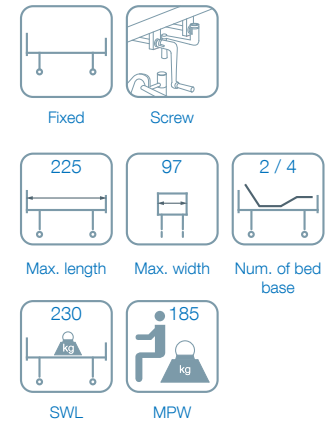 Fixed
Screw
225
97
2 / 4
Max. length
Max. width
Num. of bed
base
230
kg
185
kg
SWL
MPW